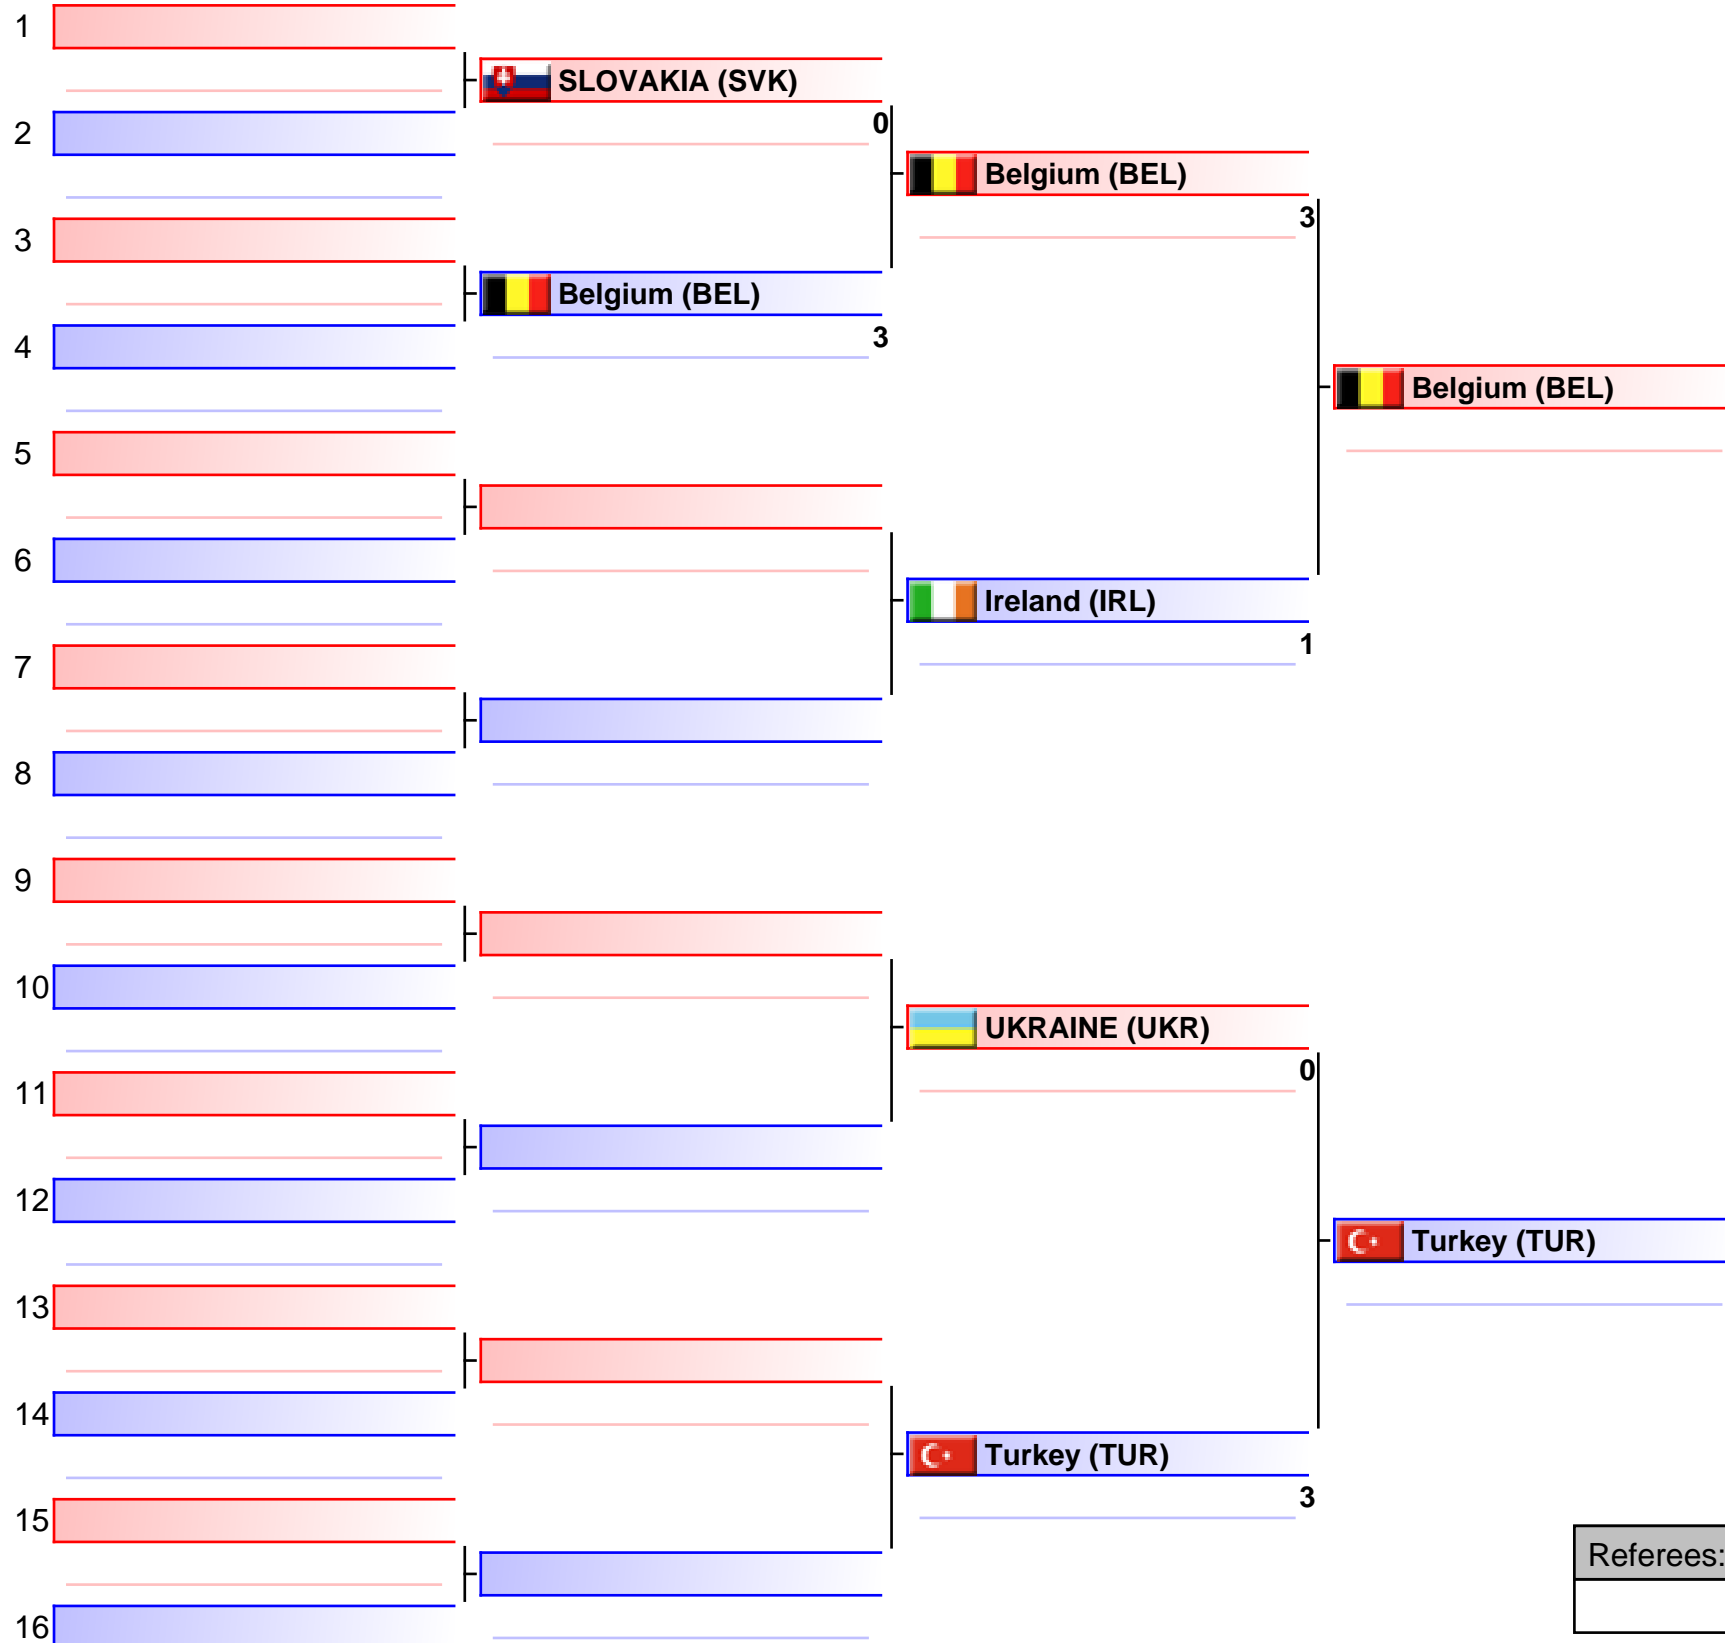 1
SLOVAKIA (SVK)
0
2
Belgium (BEL)
3
3
Belgium (BEL)
3
4
Belgium (BEL)
5
6
Ireland (IRL)
1
7
8
9
10
UKRAINE (UKR)
0
11
12
Turkey (TUR)
13
14
Turkey (TUR)
3
15
Referees:
16